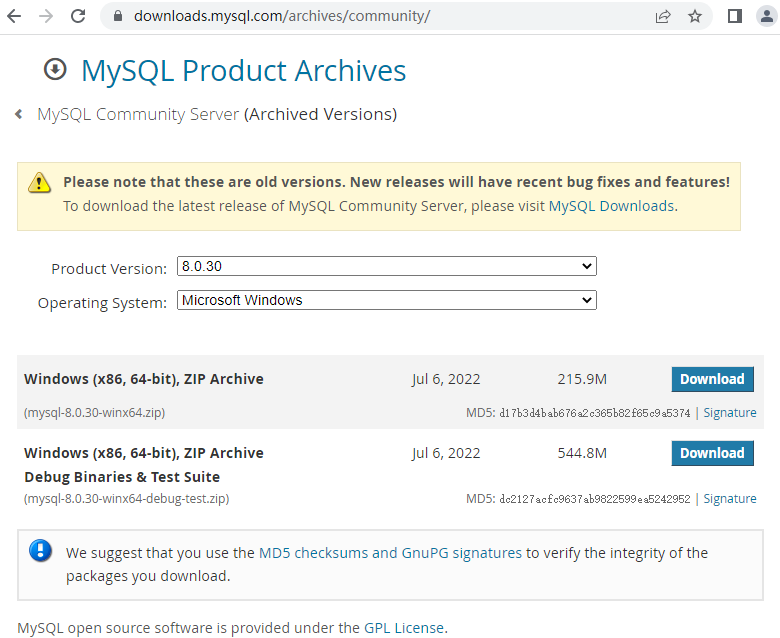 downloads.mysql.com/archives/community/
MySQL Product Archives
MySQL Community Server (Archived Versions)
Please note that these are old versions. New releases will have recent bug fixes and features!
To download the latest release of MySQL Community Server, please visit MySQL Downloads.
Product Version: 8.0.30
Operating System: Microsoft Windows
Windows (x86, 64-bit), ZIP Archive Jul 6, 2022 215.9M Download
(mysql-8.0.30-winx64.zip) MD5: d17b3d4bab676a2c365b82f65c9a5374 | Signature
Windows (x86, 64-bit), ZIP Archive Jul 6, 2022 544.8M Download
Debug Binaries & Test Suite
(mysql-8.0.30-winx64-debug-test.zip) MD5: dc2127acfc9637ab9822599ea5242952 | Signature
We suggest that you use the MD5 checksums and GnuPG signatures to verify the integrity of the
packages you download.
MySQL open source software is provided under the GPL License.